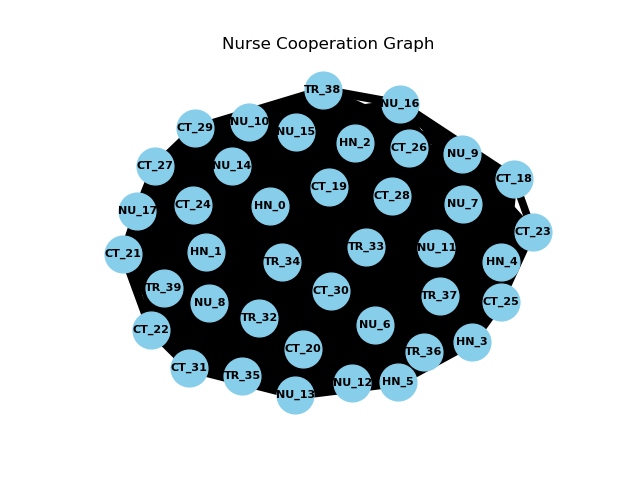 Nurse Cooperation Graph
TR_38
NU_16
NU_10
CT_29
NU_15
HN_2
CT_26
NU_9
CT_27
NU_14
CT_18
CT_19
CT_28
NU_17
CT_24
HN_0
NU_7
CT_23
CT_21
HN_1
TR_34
TR_33
NU_11
HN_4
TR_39
NU_8
CT_30
TR_37
CT_25
CT_22
TR_32
NU_6
HN_3
CT_31
TR_35
CT_20
TR_36
NU_13
NU_12
HN_5